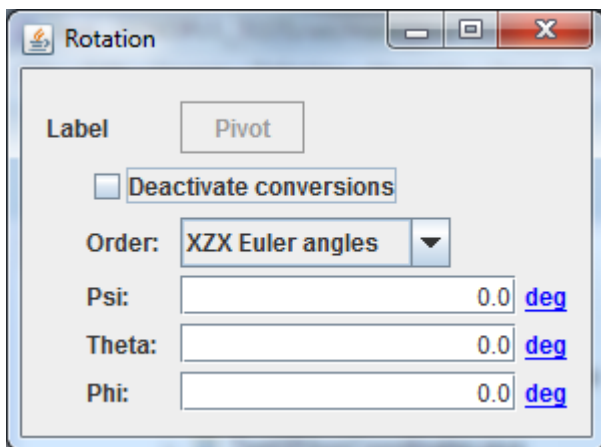 Rotation
Label Pivot
Deactivate conversions
Order: XZX Euler angles
Psi: 0.0 deg
Theta: 0.0 deg
Phi: 0.0 deg